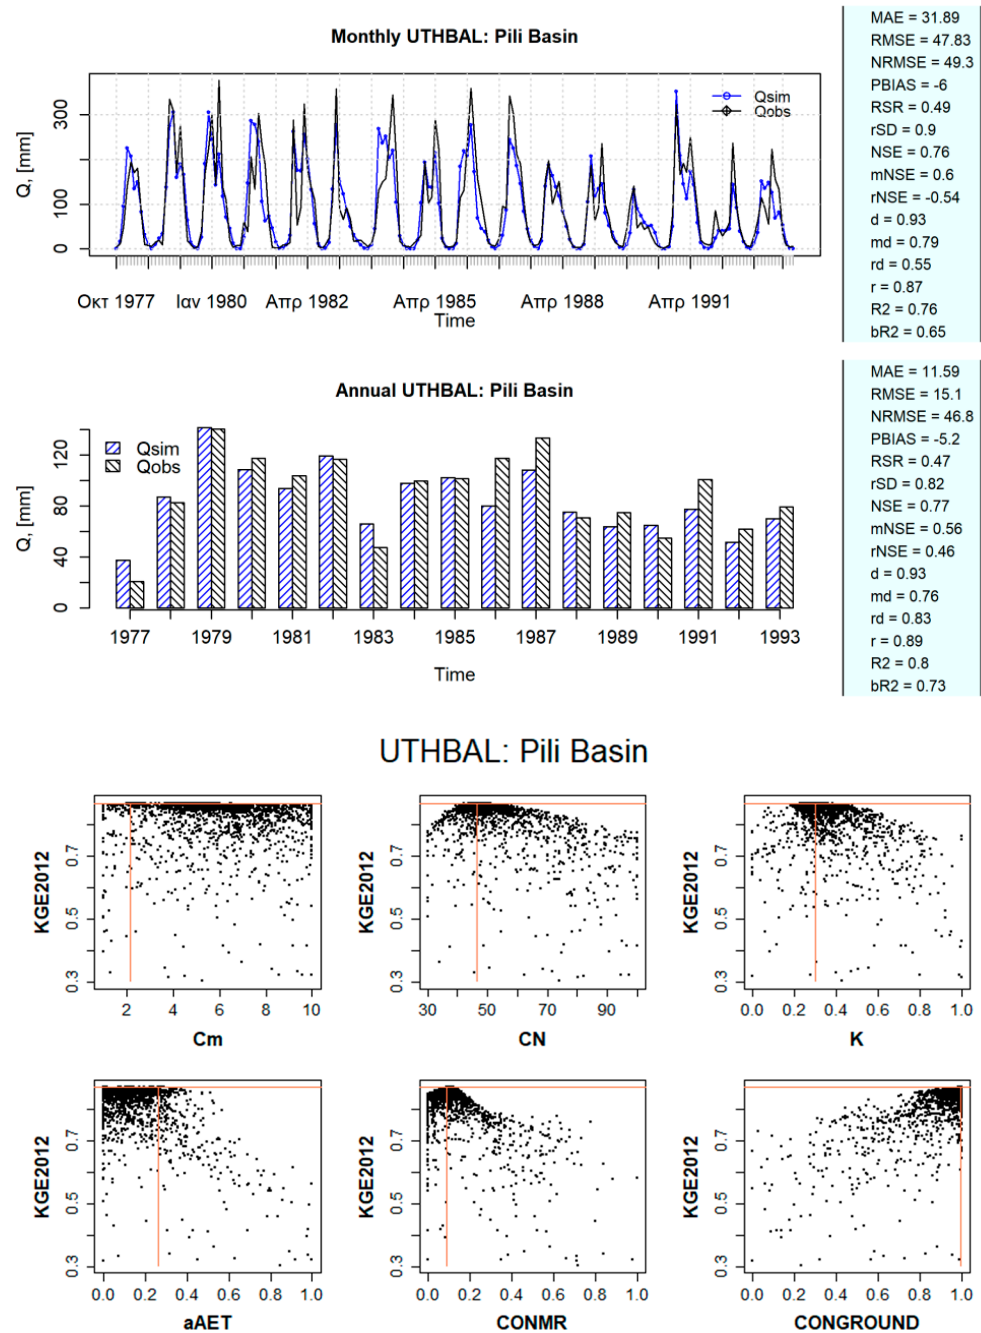 Monthly UTHBAL: Pili Basin
Q, [mm]
300
100
0
Qsim
Qobs
Οκτ 1977
Ιαν 1980
Απρ 1982
Απρ 1985
Απρ 1988
Απρ 1991
Time
MAE = 31.89
RMSE = 47.83
NRMSE = 49.3
PBIAS = -6
RSR = 0.49
rSD = 0.9
NSE = 0.76
mNSE = 0.6
rNSE = -0.54
d = 0.93
md = 0.79
rd = 0.55
r = 0.87
R2 = 0.76
bR2 = 0.65
Annual UTHBAL: Pili Basin
Q, [mm]
120
80
40
0
Qsim
Qobs
1977 1979 1981 1983 1985 1987 1989 1991 1993
Time
MAE = 11.59
RMSE = 15.1
NRMSE = 46.8
PBIAS = -5.2
RSR = 0.47
rSD = 0.82
NSE = 0.77
mNSE = 0.56
rNSE = 0.46
d = 0.93
md = 0.76
rd = 0.83
r = 0.89
R2 = 0.8
bR2 = 0.73
UTHBAL: Pili Basin
KGE2012
0.7
0.5
0.3
2 4 6 8 10
Cm
KGE2012
0.7
0.5
0.3
30 50 70 90
CN
KGE2012
0.7
0.5
0.3
0.0 0.2 0.4 0.6 0.8 1.0
K
KGE2012
0.7
0.5
0.3
0.0 0.2 0.4 0.6 0.8 1.0
aAET
KGE2012
0.7
0.5
0.3
0.0 0.2 0.4 0.6 0.8 1.0
CONMR
KGE2012
0.7
0.5
0.3
0.0 0.2 0.4 0.6 0.8 1.0
CONGROUND